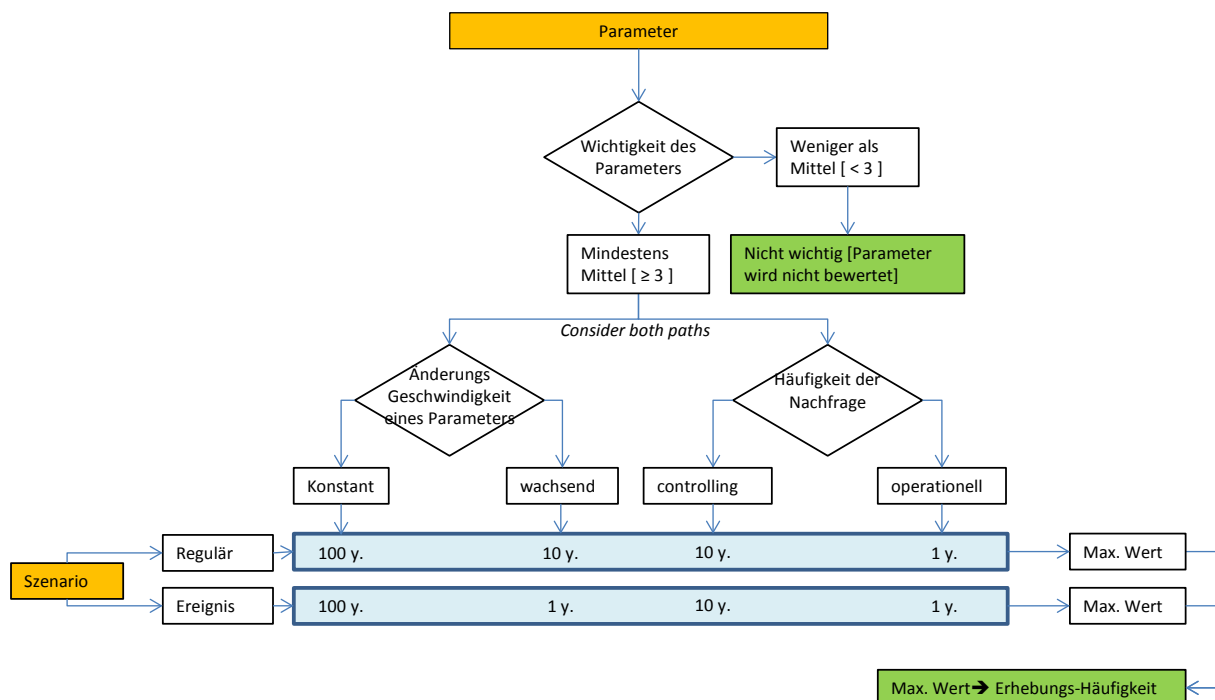 Parameter
Wichtigkeit des
Parameters
Weniger als
Mittel [ < 3 ]
Mindestens
Mittel [ ≥ 3 ]
Nicht wichtig [Parameter
wird nicht bewertet]
Consider both paths
Änderungs
Geschwindigkeit
eines Parameters
Häufigkeit der
Nachfrage
Konstant
wachsend
controlling
operationell
Szenario
Regulär
100 y.
10 y.
10 y.
1 y.
Max. Wert
Ereignis
100 y.
1 y.
10 y.
1 y.
Max. Wert
Max. Wert➔ Erhebungs-Häufigkeit